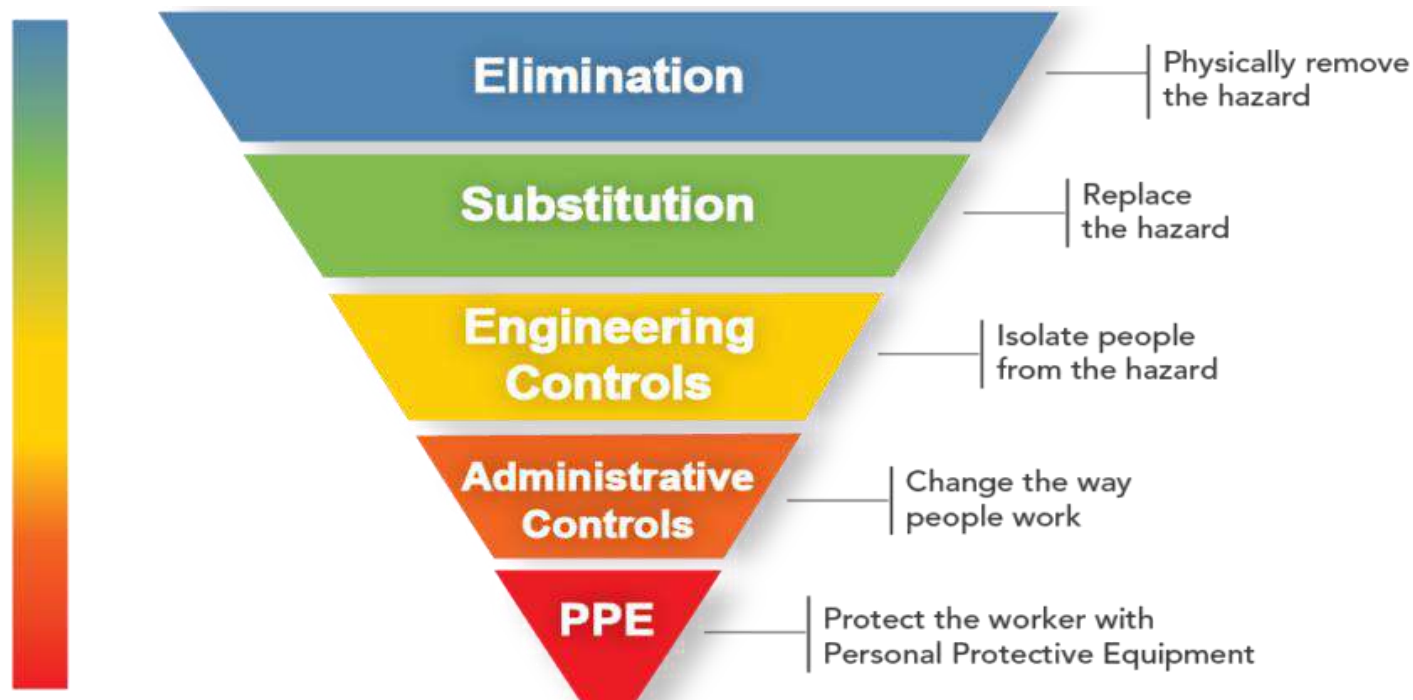 Elimination
Physically remove
the hazard
Substitution
Replace
the hazard
Engineering
Controls
Isolate people
from the hazard
Administrative
Controls
Change the way
people work
PPE
Protect the worker with
Personal Protective Equipment